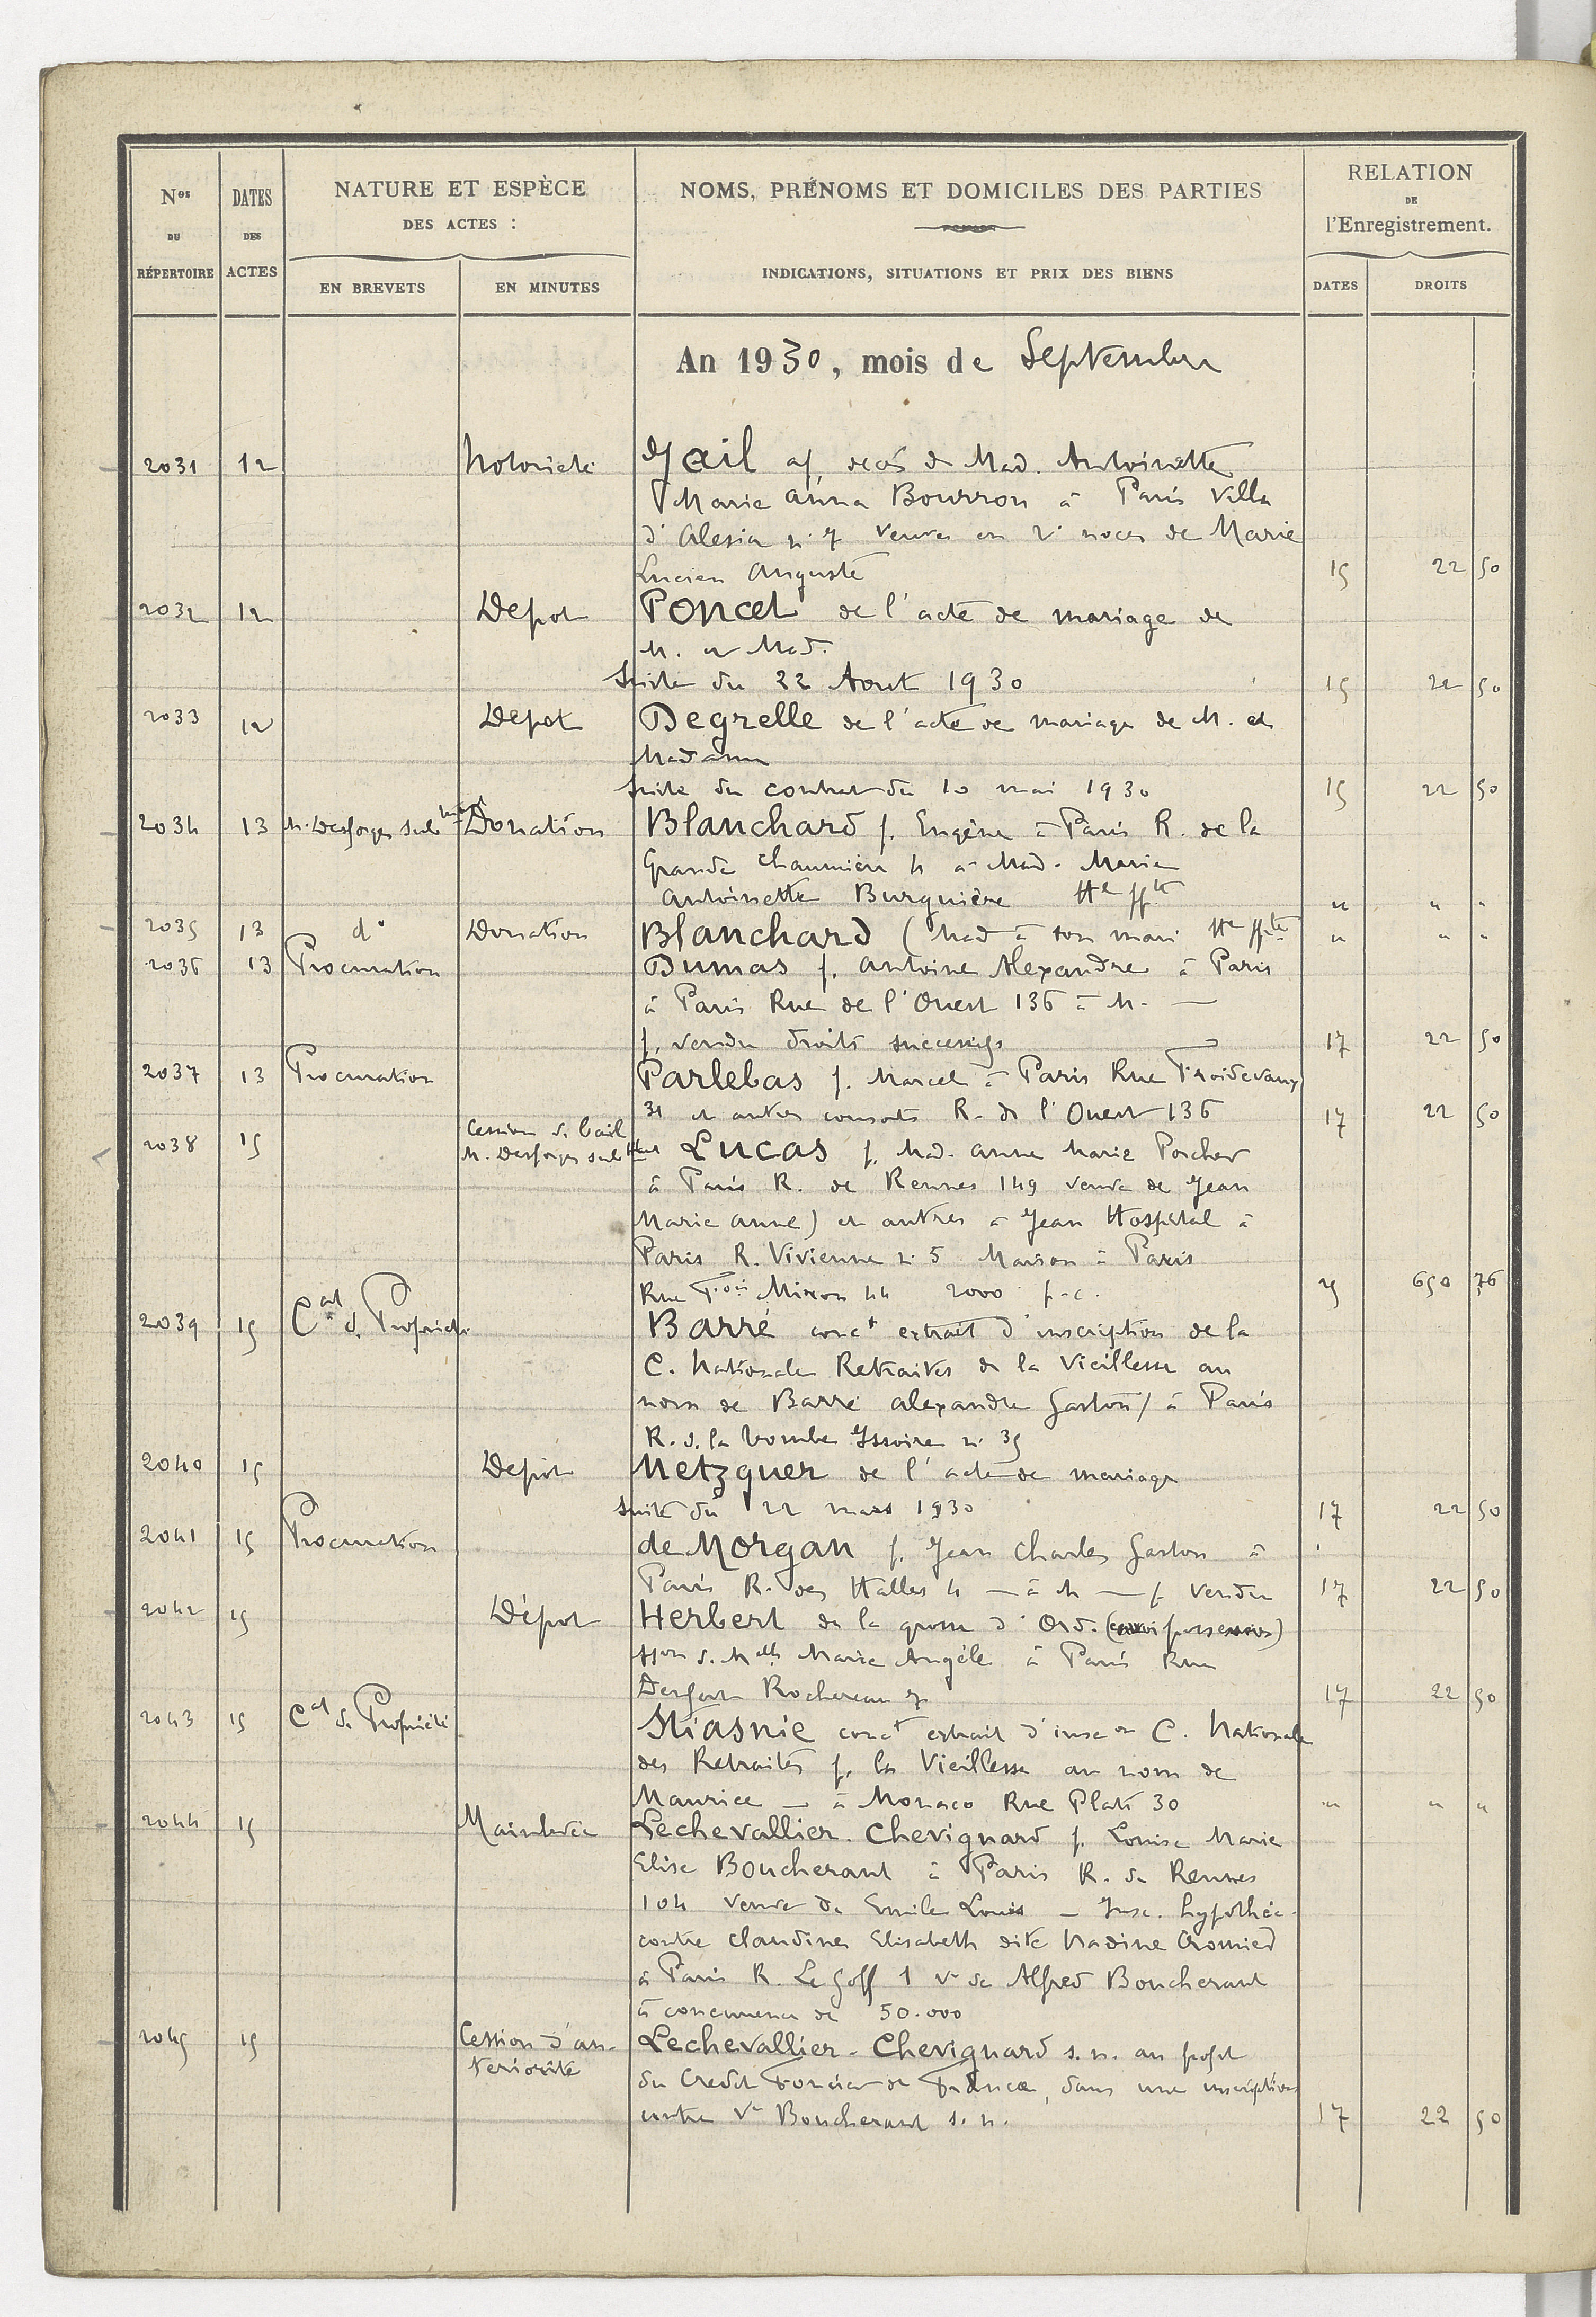 Nos DU RÉPERTOIRE
DATES DES ACTES
NATURE ET ESPÈCE DES ACTES :
EN BREVETS
EN MINUTES
NOMS, PRÉNOMS ET DOMICILES DES PARTIES
INDICATIONS, SITUATIONS ET PRIX DES BIENS
RELATION DE l'Enregistrement.
DATES
DROITS
An 1930, mois de Septembre
2031 12 Notoriété Jail ap. décès de Mad. Antoinette
Marie Anna Bourron à Paris Villa
d'Alesia n° 7 veuve en 2e noces de Marie
Lucien Auguste 15 22 50
2032 12 Depot Poncet de l'acte de mariage de
M. et Mad.
Suite du 22 Aout 1930 15 22 50
2033 12 Depot Degrelle de l'acte de mariage de M. et
Madame
Suite du contrat du 10 mai 1930 15 22 50
2034 13 M. Desforges subtuant Donation Blanchard p. Eugène à Paris R. de la
Grande Chaumière 4 à Mad. Marie
Antoinette Burguière " " "
2035 13 d° Donation Blanchard (Mad à son mari " " "
2036 13 Procuration Dumas p. Antoine Alexandre à Paris
à Paris Rue de l'Ouest 136 à M. —
p. vendre droits successifs 17 22 50
2037 13 Procuration Parlebas p. Marcel à Paris Rue Froidevaux
31 et autres consorts R. de l'Ouest 136 17 22 50
2038 15 Cession de bail
M. Desforges subtuant Lucas p. Mad. Anne Marie Porcher
à Paris R. de Rennes 149 veuve de Jean
Marie Anne) et autres à Jean Hospital à
Paris R. Vivienne n° 5 Maison à Paris
Rue Fois Miron 44 2000 f.c. 25 650 76
2039 15 Cat de Propriété Barré conct extrait d'inscription de la
C. Nationale Retraites de la Vieillesse au
nom de Barré Alexandre Gaston) à Paris
R. de la Tombe Issoire n° 35
2040 15 Depot Metzguer de l'acte de mariage
Suite du 22 mars 1930 17 22 50
2041 15 Procuration de Morgan p. Jean Charles Gaston à
Paris R. des Halles 4 — à M — p. vendre 17 22 50
2042 15 Dépot Herbert de la grosse d'Ord. (envoi possession)
son de Melle Marie Angèle à Paris Rue
Denfert Rochereau 17 22 50
2043 15 Cat de Propriété Stiasnie conct extrait d'inscon C. Nationale
des Retraites p. la Vieillesse au nom de
Maurice — à Monaco Rue Plati 30 " " "
2044 15 Mainlevée Lechevallier-Chevignard p. Louise Marie
Elise Boucherant à Paris R. de Rennes
104 veuve de Emile Louis — Insc. hypothéc.
contre Claudine Elisabeth dite Nadine Cromied
à Paris R. Le Goff 1 ve de Alfred Boucherant
à concurrence de 50.000
2045 15 Cession d'an-
teriorité Lechevallier-Chevignard s.n. au profit
du Credit Foncier de France, dans une inscription
contre Ve Boucherant s.n. 17 22 50